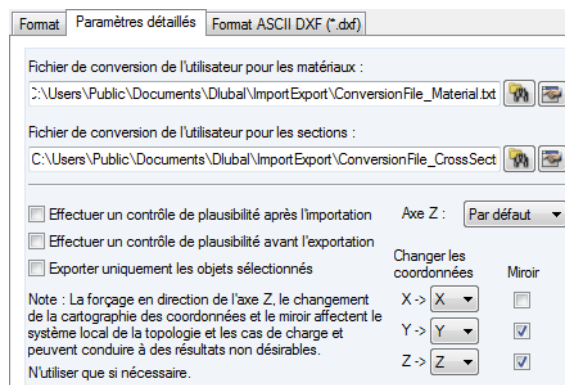 Format
Paramètres détaillés
Format ASCII DXF (*.dxf)
Fichier de conversion de l'utilisateur pour les matériaux :
C:\Users\Public\Documents\Dlubal\ImportExport\ConversionFile_Material.txt
Fichier de conversion de l'utilisateur pour les sections :
C:\Users\Public\Documents\Dlubal\ImportExport\ConversionFile_CrossSect
Effectuer un contrôle de plausibilité après l'importation
Axe Z :
Par défaut
Effectuer un contrôle de plausibilité avant l'exportation
Exporter uniquement les objets sélectionnés
Changer les
coordonnées
Miroir
Note : La forçage en direction de l'axe Z, le changement
de la cartographie des coordonnées et le miroir affectent le
système local de la topologie et les cas de charge et
peuvent conduire à des résultats non désirables.
N'utiliser que si nécessaire.
X -> X
Y -> Y
Z -> Z